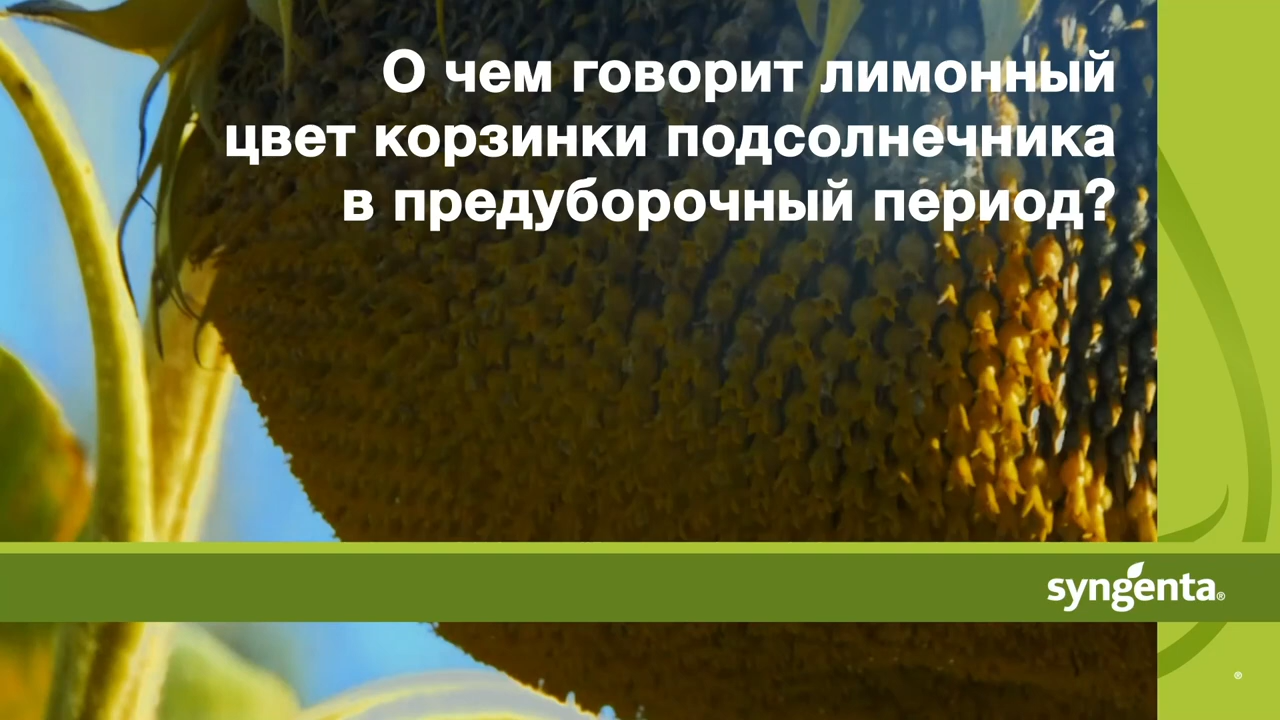 О чем говорит лимонный
цвет корзинки подсолнечника
в предуборочный период?
syngenta®
®